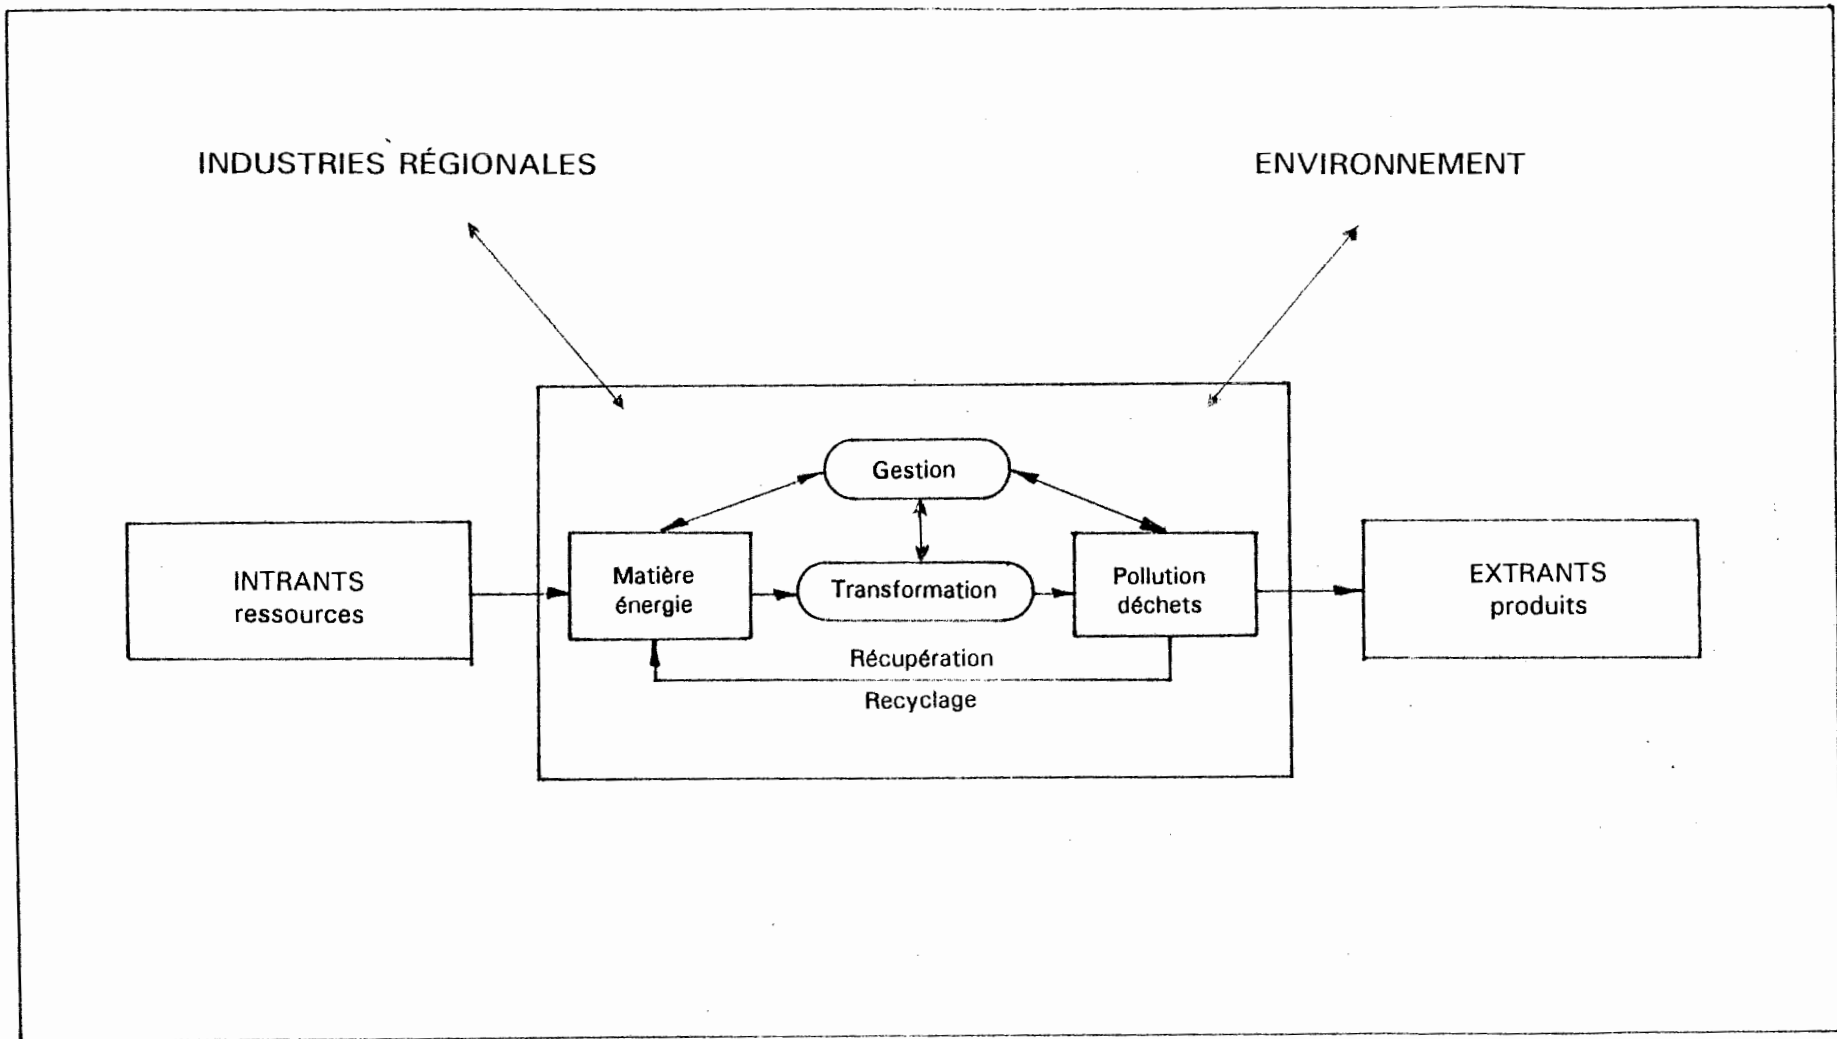 INDUSTRIES RÉGIONALES
ENVIRONNEMENT
Gestion
INTRANTS
ressources
Matière
énergie
Transformation
Pollution
déchets
EXTRANTS
produits
Récupération
Recyclage